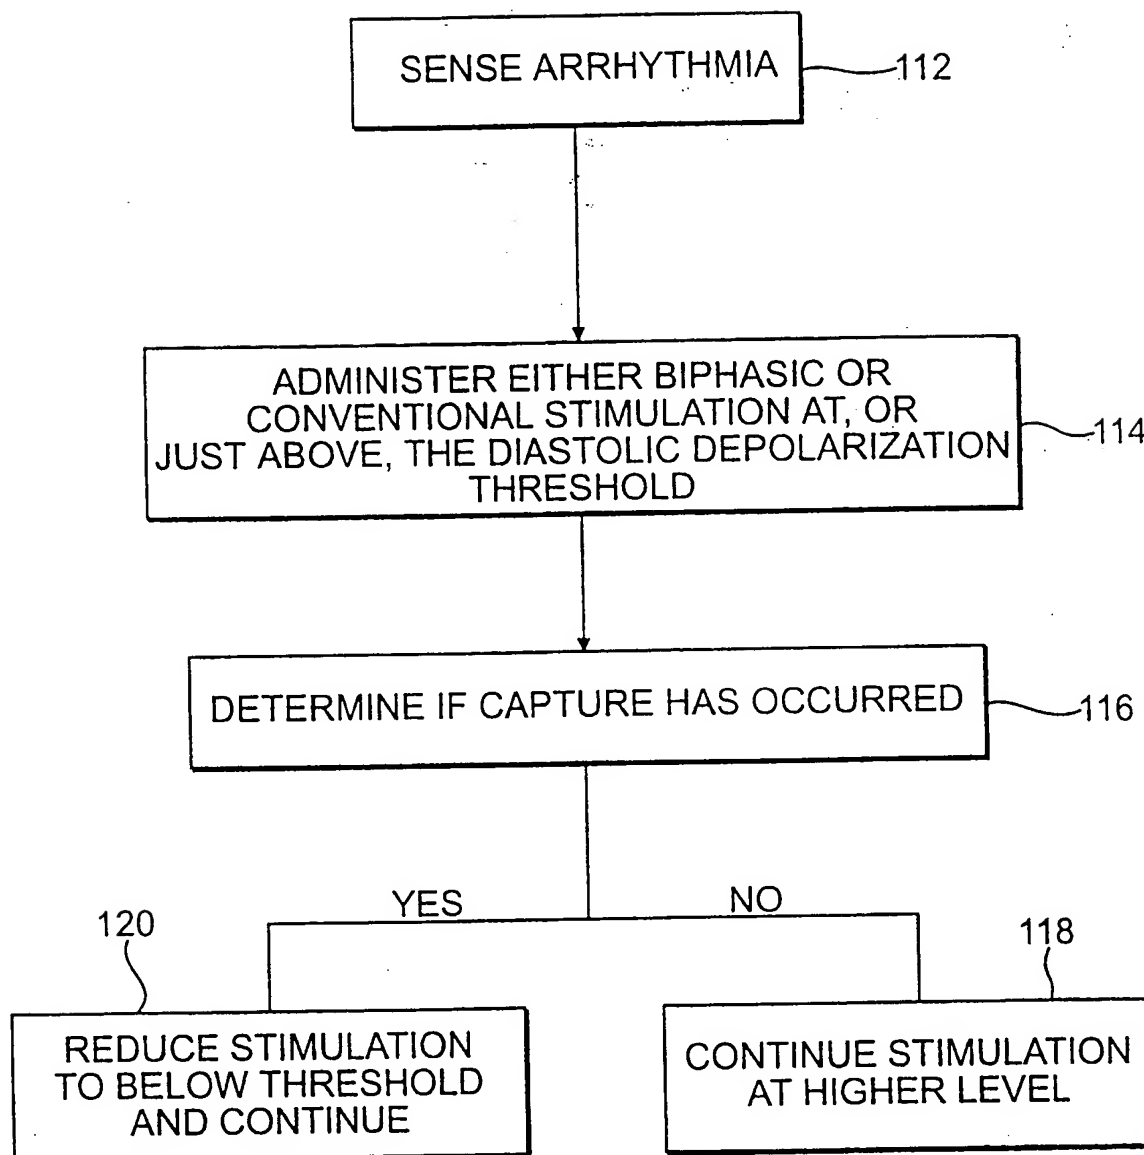 SENSE ARRHYTHMIA
112
ADMINISTER EITHER BIPHASIC OR
CONVENTIONAL STIMULATION AT, OR
JUST ABOVE, THE DIASTOLIC DEPOLARIZATION
THRESHOLD
114
DETERMINE IF CAPTURE HAS OCCURRED
116
YES
NO
120
118
REDUCE STIMULATION
TO BELOW THRESHOLD
AND CONTINUE
CONTINUE STIMULATION
AT HIGHER LEVEL